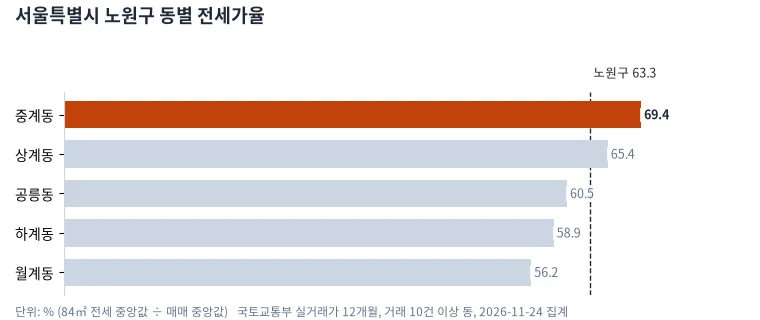 서울특별시 노원구 동별 전세가율
노원구 63.3
중계동 69.4
상계동 65.4
공릉동 60.5
하계동 58.9
월계동 56.2
단위: % (84㎡ 전세 중앙값 ÷ 매매 중앙값) 국토교통부 실거래가 12개월, 거래 10건 이상 동, 2026-11-24 집계